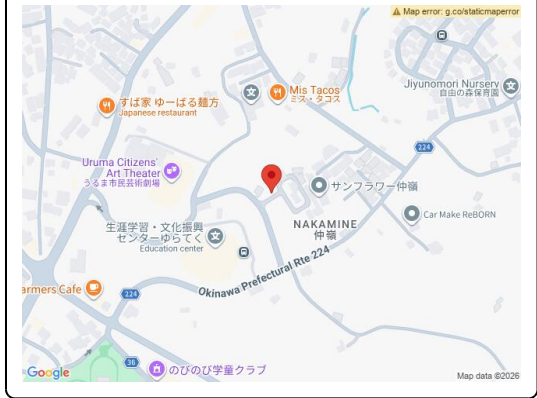 Map error: g.co/staticmaperror
Mis Tacos
ミス・タコス
Jiyunomori Nursery
自由の森保育園
すば家 ゆーばる麺方
Japanese restaurant
224
Uruma Citizens'
Art Theater
うるま市民芸術劇場
サンフラワー仲嶺
Car Make ReBORN
NAKAMINE
仲嶺
生涯学習・文化振興
センターゆらてく
Education center
Okinawa Prefectural Rte 224
armers Cafe
224
36
のびのび学童クラブ
Google
Map data ©2026